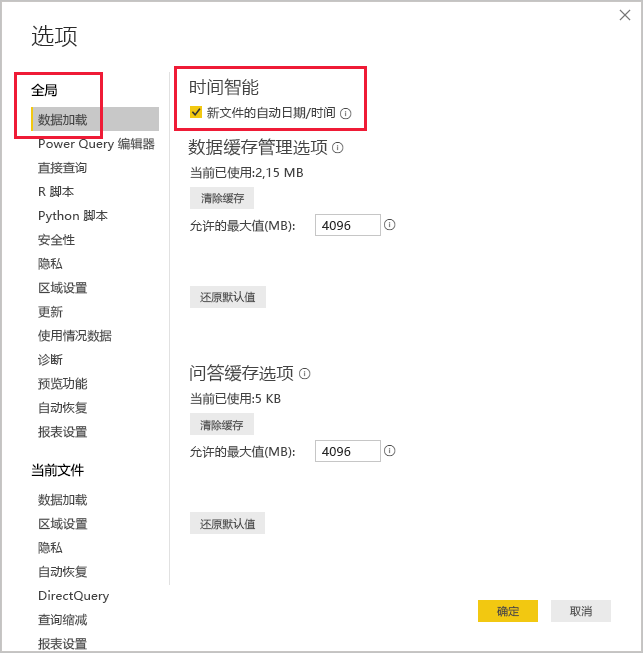 选项
全局
数据加载
Power Query 编辑器
直接查询
R 脚本
Python 脚本
安全性
隐私
区域设置
更新
使用情况数据
诊断
预览功能
自动恢复
报表设置
当前文件
数据加载
区域设置
隐私
自动恢复
DirectQuery
查询缩减
报表设置
时间智能
新文件的自动日期/时间
数据缓存管理选项
当前已使用:2,15 MB
清除缓存
允许的最大值(MB): 4096
还原默认值
问答缓存选项
当前已使用:5 KB
清除缓存
允许的最大值(MB): 4096
还原默认值
确定 取消